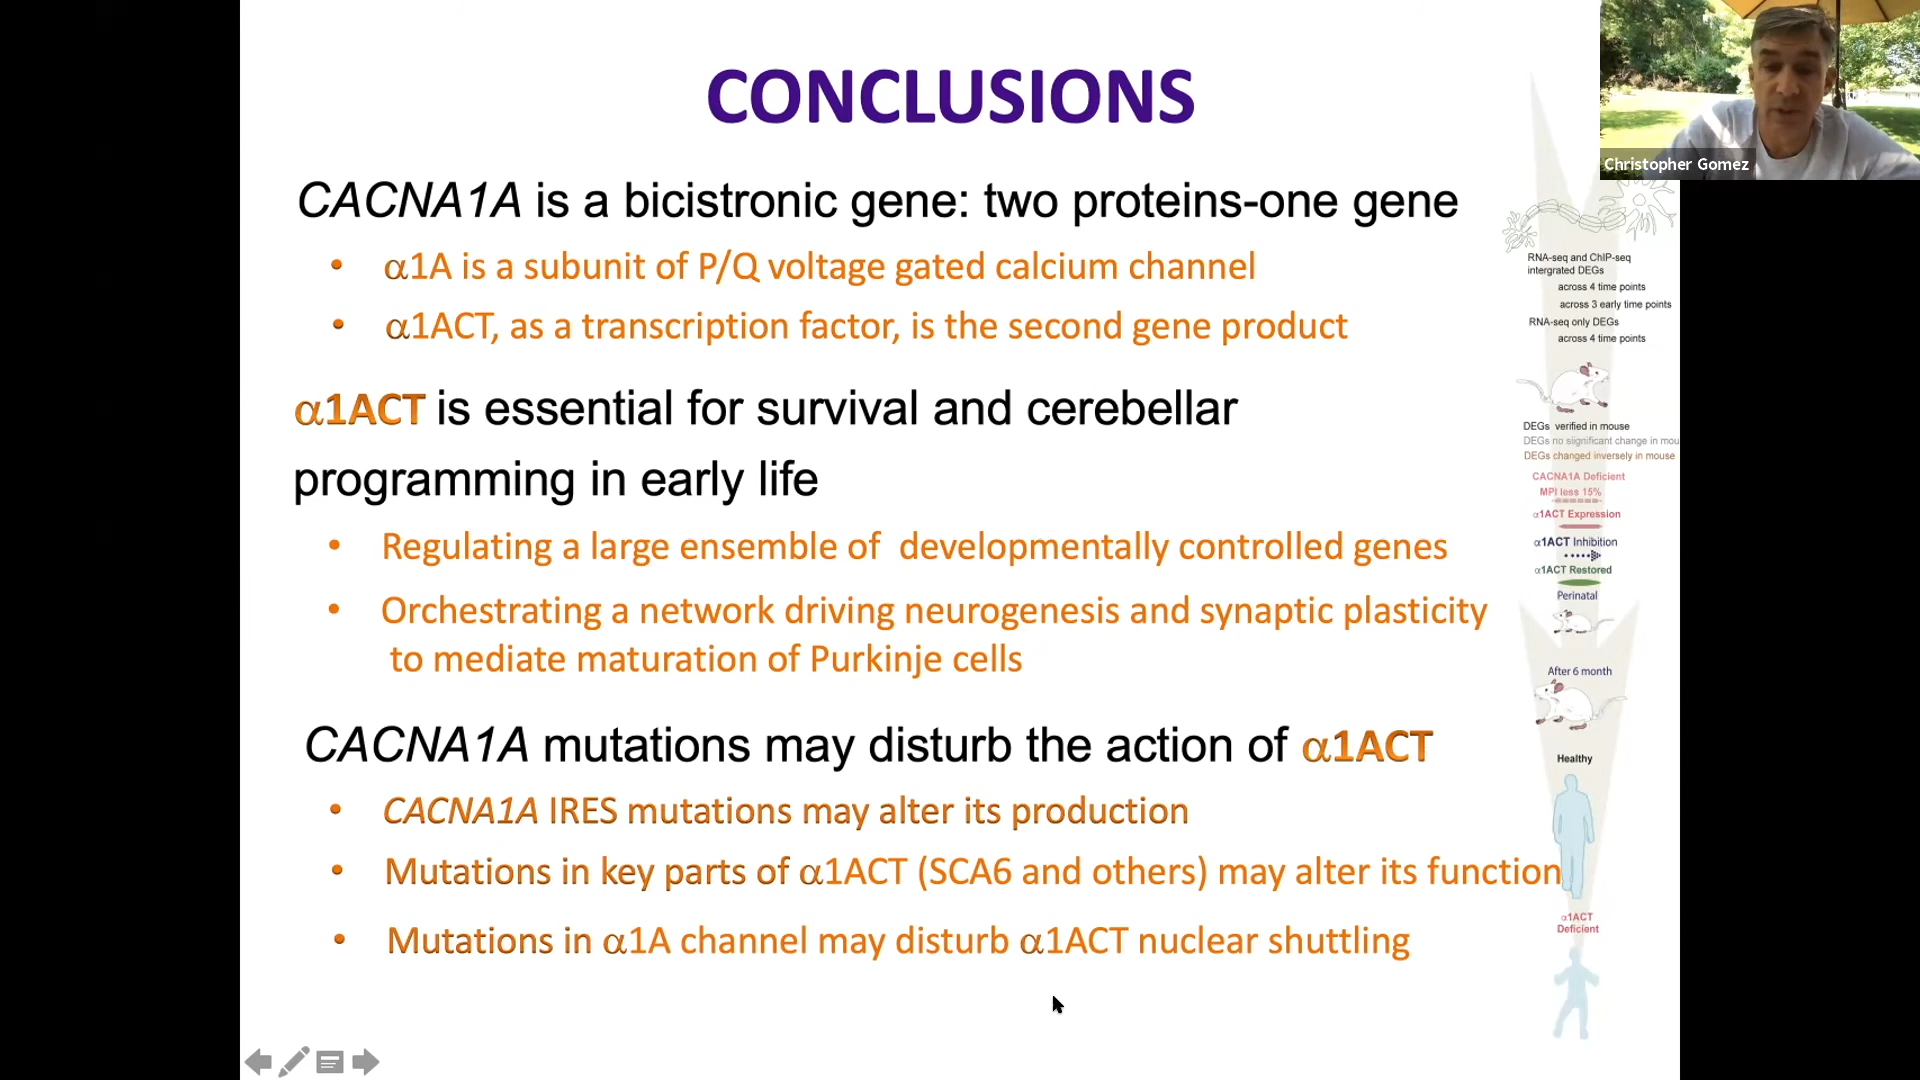 CONCLUSIONS
Christopher Gomez
CACNA1A is a bicistronic gene: two proteins-one gene
• α1A is a subunit of P/Q voltage gated calcium channel
• α1ACT, as a transcription factor, is the second gene product
α1ACT is essential for survival and cerebellar
programming in early life
• Regulating a large ensemble of developmentally controlled genes
• Orchestrating a network driving neurogenesis and synaptic plasticity
to mediate maturation of Purkinje cells
CACNA1A mutations may disturb the action of α1ACT
• CACNA1A IRES mutations may alter its production
• Mutations in key parts of α1ACT (SCA6 and others) may alter its function
• Mutations in α1A channel may disturb α1ACT nuclear shuttling
RNA-seq and ChIP-seq
intergrated DEGs
across 4 time points
across 3 early time points
RNA-seq only DEGs
across 4 time points
DEGs verified in mouse
DEGs no siignificant change in mou
DEGs changed inversely in mouse
CACNA1A Deficient
MPI less 15%
α1ACT Expression
α1ACT Inhibition
α1ACT Restored
Perinatal
After 6 month
Healthy
α1ACT
Deficient